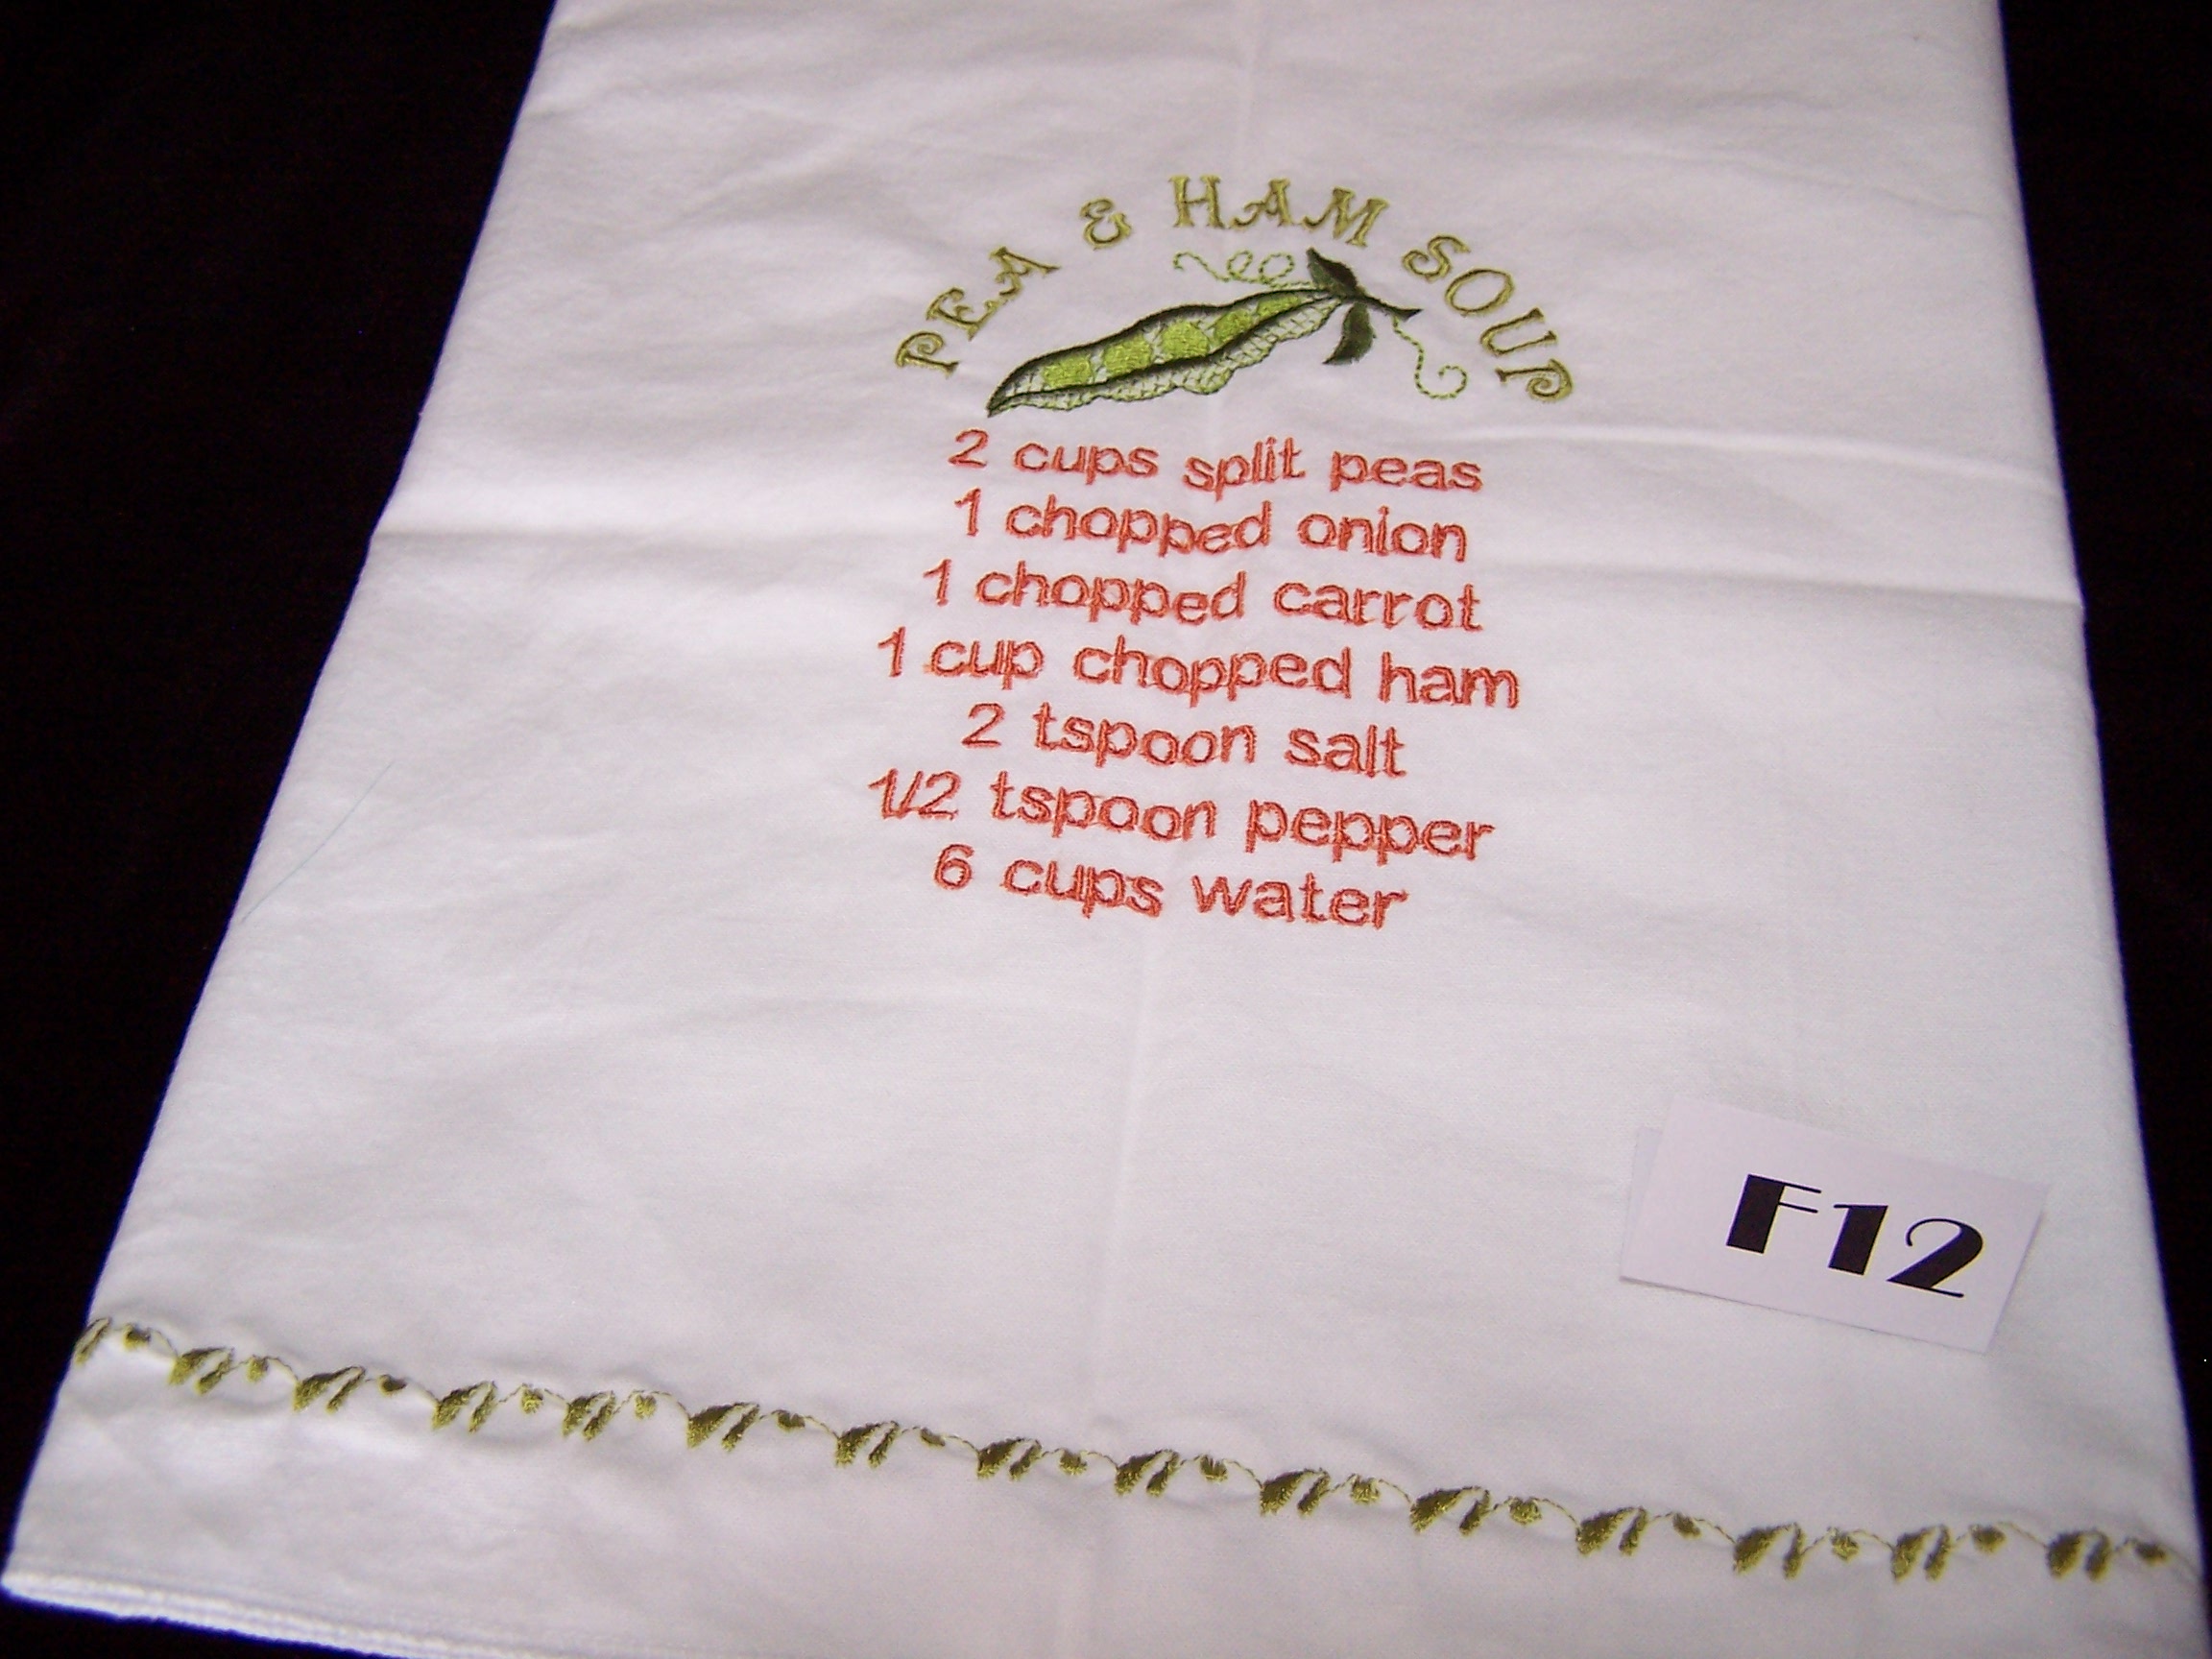 PEA & HAM SOUP
2 cups split peas
1 chopped onion
1 chopped carrot
1 cup chopped ham
2 tspoon salt
1/2 tspoon pepper
6 cups water
F12